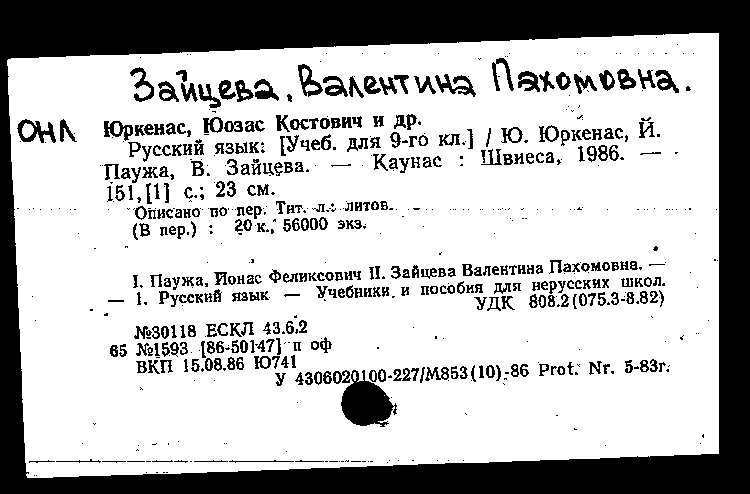 Зайцева, Валентина Пахомовна.
ОНЛ
Юркенас, Юозас Костович и др.
Русский язык: [Учеб. для 9-го кл.] / Ю. Юркенас, Й.
Паужа, В. Зайцева. — Каунас : Швиеса, 1986. —
151,[1] с.; 23 см.
Описано по пер. Тит. л.: литов.
(В пер.) : 20 к., 56000 экз.
I. Паужа, Йонас Феликсович II. Зайцева Валентина Пахомовна. —
— 1. Русский язык — Учебники и пособия для нерусских школ.
УДК 808.2(075.3-8.82)
№30118 ЕСКЛ 43.6.2
65 №1593 [86-50147] п оф
ВКП 15.08.86 Ю741
У 4306020100-227/М853(10)-86 Prot. Nr. 5-83г.